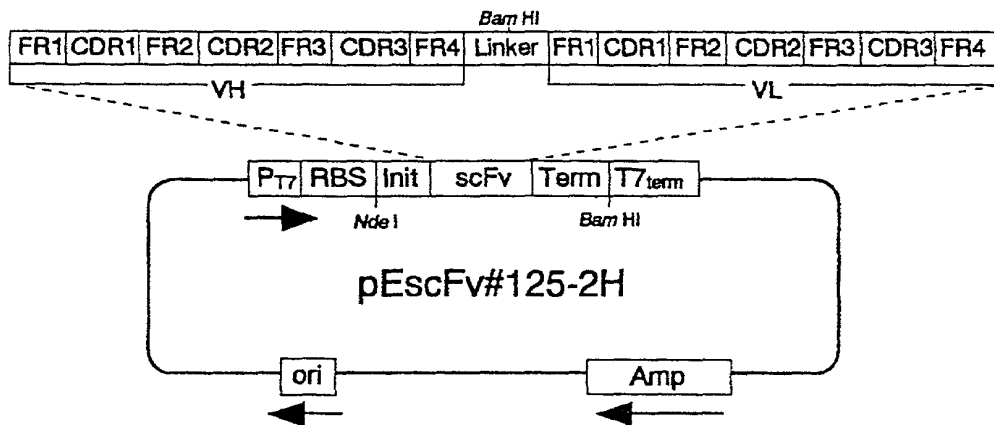 Bam HI
FR1 CDR1 FR2 CDR2 FR3 CDR3 FR4 Linker FR1 CDR1 FR2 CDR2 FR3 CDR3 FR4
VH VL
PT7 RBS Init scFv Term T7term
Nde I Bam HI
pEscFv#125-2H
ori Amp